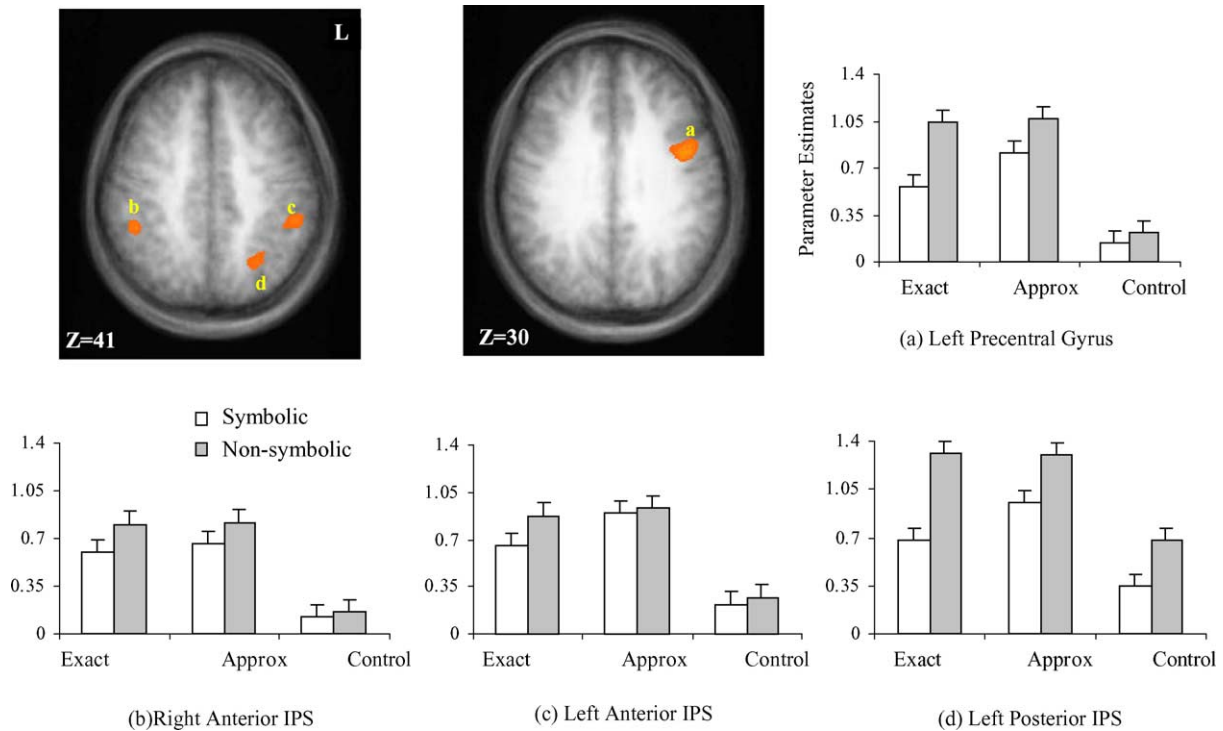 L
b
c
d
Z=41
a
Z=30
1.4
1.05
0.7
0.35
0
Parameter Estimates
Exact Approx Control
(a) Left Precentral Gyrus
Symbolic
Non-symbolic
1.4
1.05
0.7
0.35
0
Exact Approx Control
(b)Right Anterior IPS
1.4
1.05
0.7
0.35
0
Exact Approx Control
(c) Left Anterior IPS
1.4
1.05
0.7
0.35
0
Exact Approx Control
(d) Left Posterior IPS